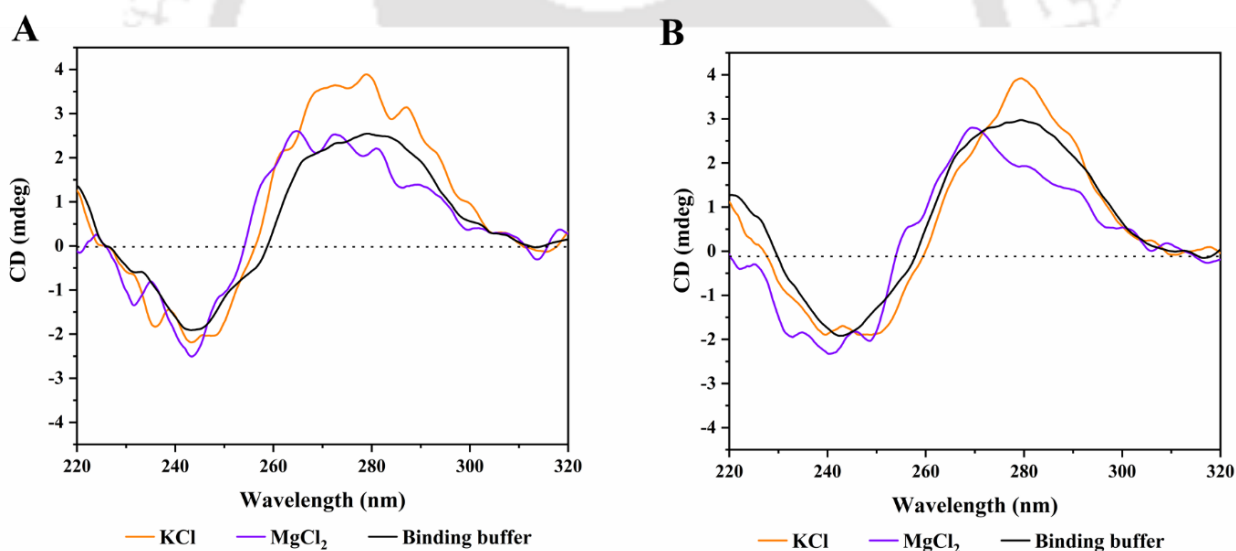 A
CD (mdeg)
4
3
2
1
0
-1
-2
-3
-4
220 240 260 280 300 320
Wavelength (nm)
KCl MgCl₂ Binding buffer
B
CD (mdeg)
4
3
2
1
0
-1
-2
-3
-4
220 240 260 280 300 320
Wavelength (nm)
KCl MgCl₂ Binding buffer